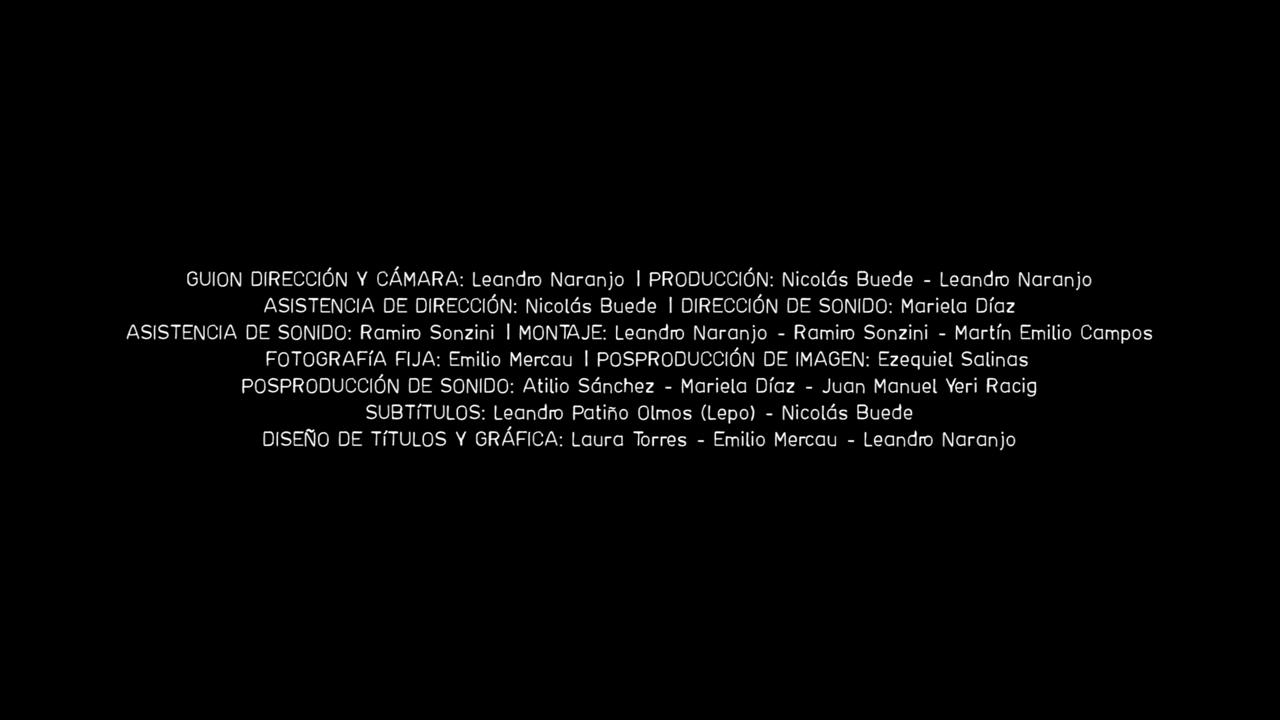 GUION DIRECCIÓN Y CÁMARA: Leandro Naranjo | PRODUCCIÓN: Nicolás Buede - Leandro Naranjo
ASISTENCIA DE DIRECCIÓN: Nicolás Buede | DIRECCIÓN DE SONIDO: Mariela Díaz
ASISTENCIA DE SONIDO: Ramiro Sonzini | MONTAJE: Leandro Naranjo - Ramiro Sonzini - Martín Emilio Campos
FOTOGRAFíA FIJA: Emilio Mercau | POSPRODUCCIÓN DE IMAGEN: Ezequiel Salinas
POSPRODUCCIÓN DE SONIDO: Atilio Sánchez - Mariela Díaz - Juan Manuel Yeri Racig
SUBTíTULOS: Leandro Patiño Olmos (Lepo) - Nicolás Buede
DISEÑO DE TíTULOS Y GRÁFICA: Laura Torres - Emilio Mercau - Leandro Naranjo